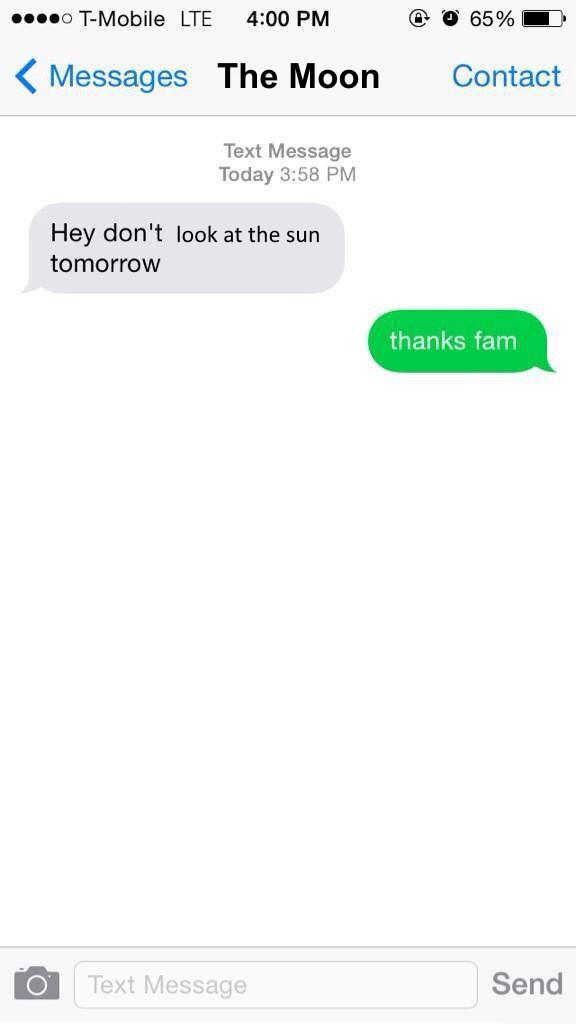 T-Mobile LTE 4:00 PM 65%
Messages The Moon Contact
Text Message
Today 3:58 PM
Hey don't look at the sun
tomorrow
thanks fam
Text Message Send